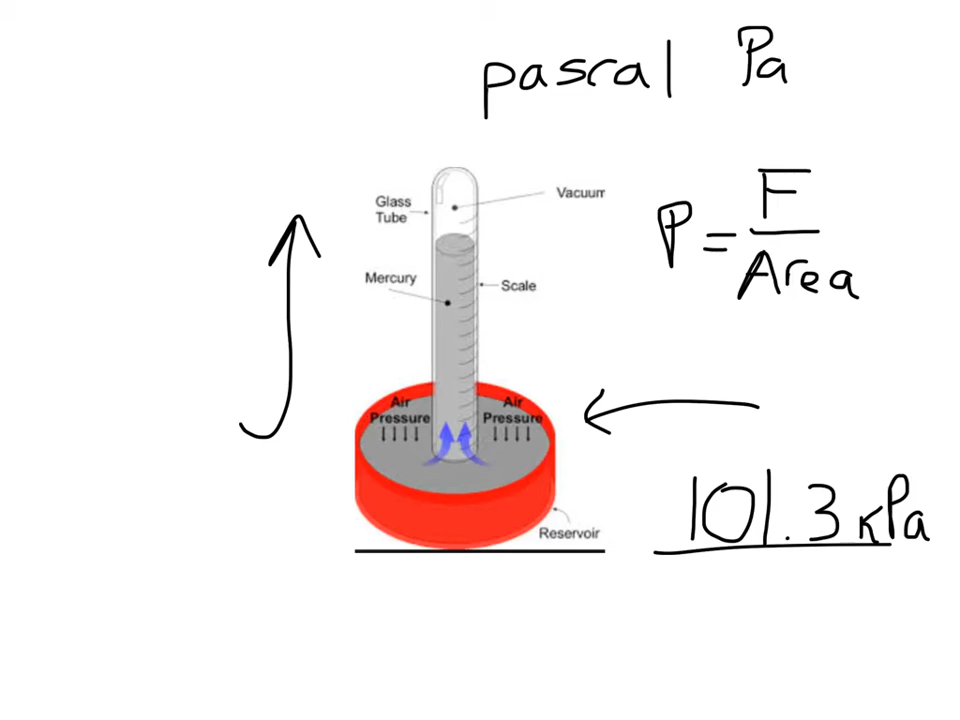 pascal Pa
Vacuum
Glass
Tube
P = F
Area
Mercury
Scale
Air
Pressure
Air
Pressure
101.3 kPa
Reservoir